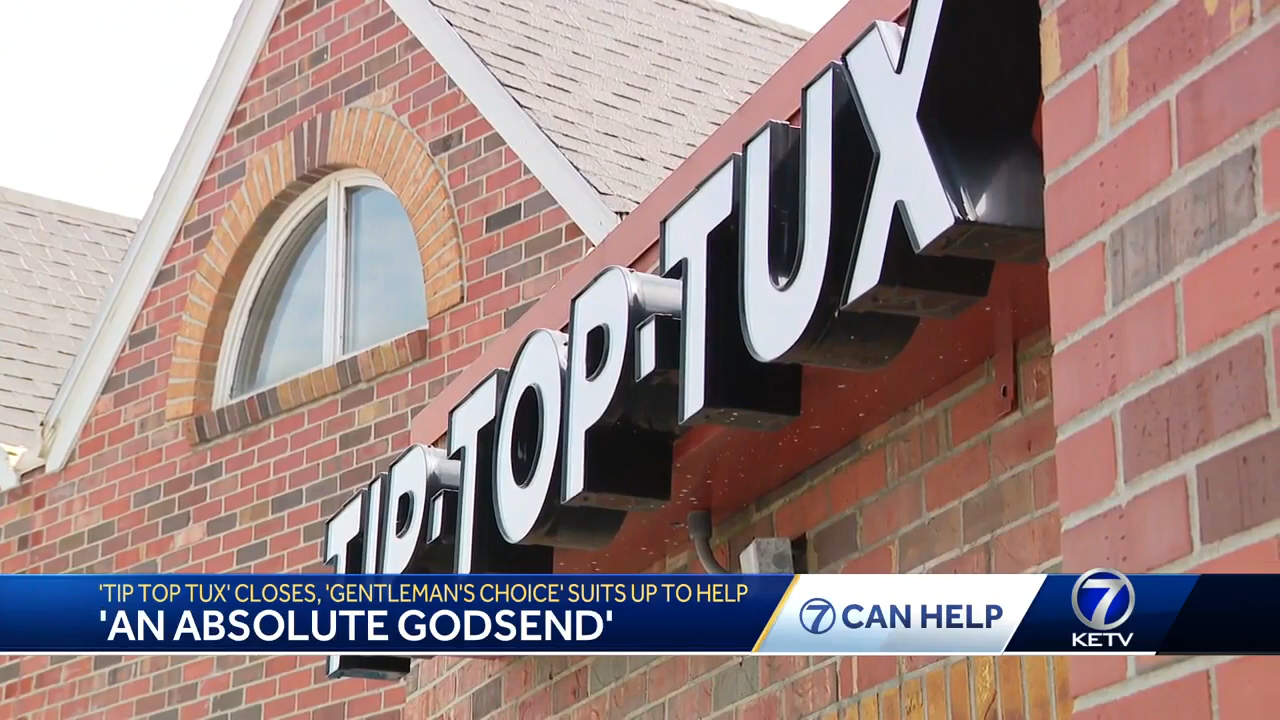 TIP-TOP-TUX
'TIP TOP TUX' CLOSES, 'GENTLEMAN'S CHOICE' SUITS UP TO HELP
'AN ABSOLUTE GODSEND'
7 CAN HELP
7
KETV